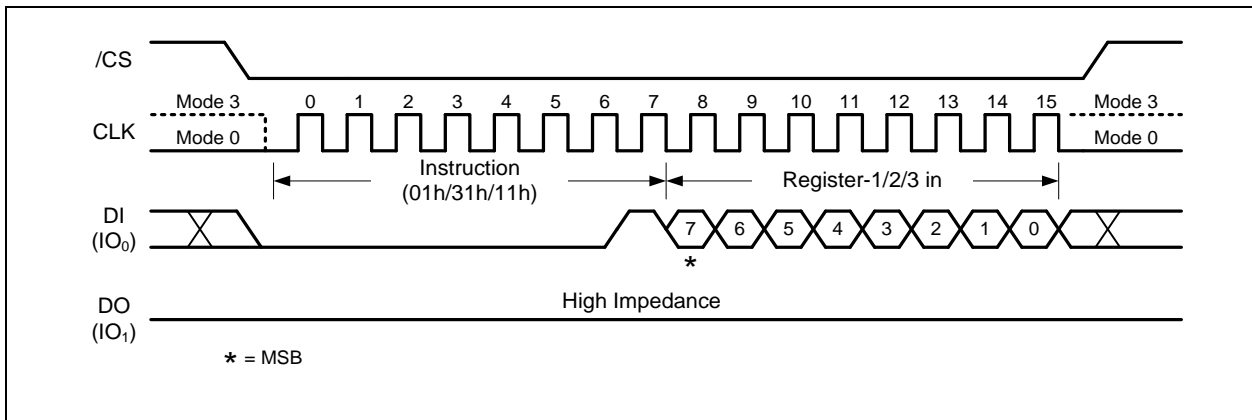 /CS
Mode 3 0 1 2 3 4 5 6 7 8 9 10 11 12 13 14 15 Mode 3
CLK Mode 0 Mode 0
Instruction
(01h/31h/11h)
Register-1/2/3 in
DI
(IO₀)
7 6 5 4 3 2 1 0
*
DO
(IO₁)
High Impedance
* = MSB